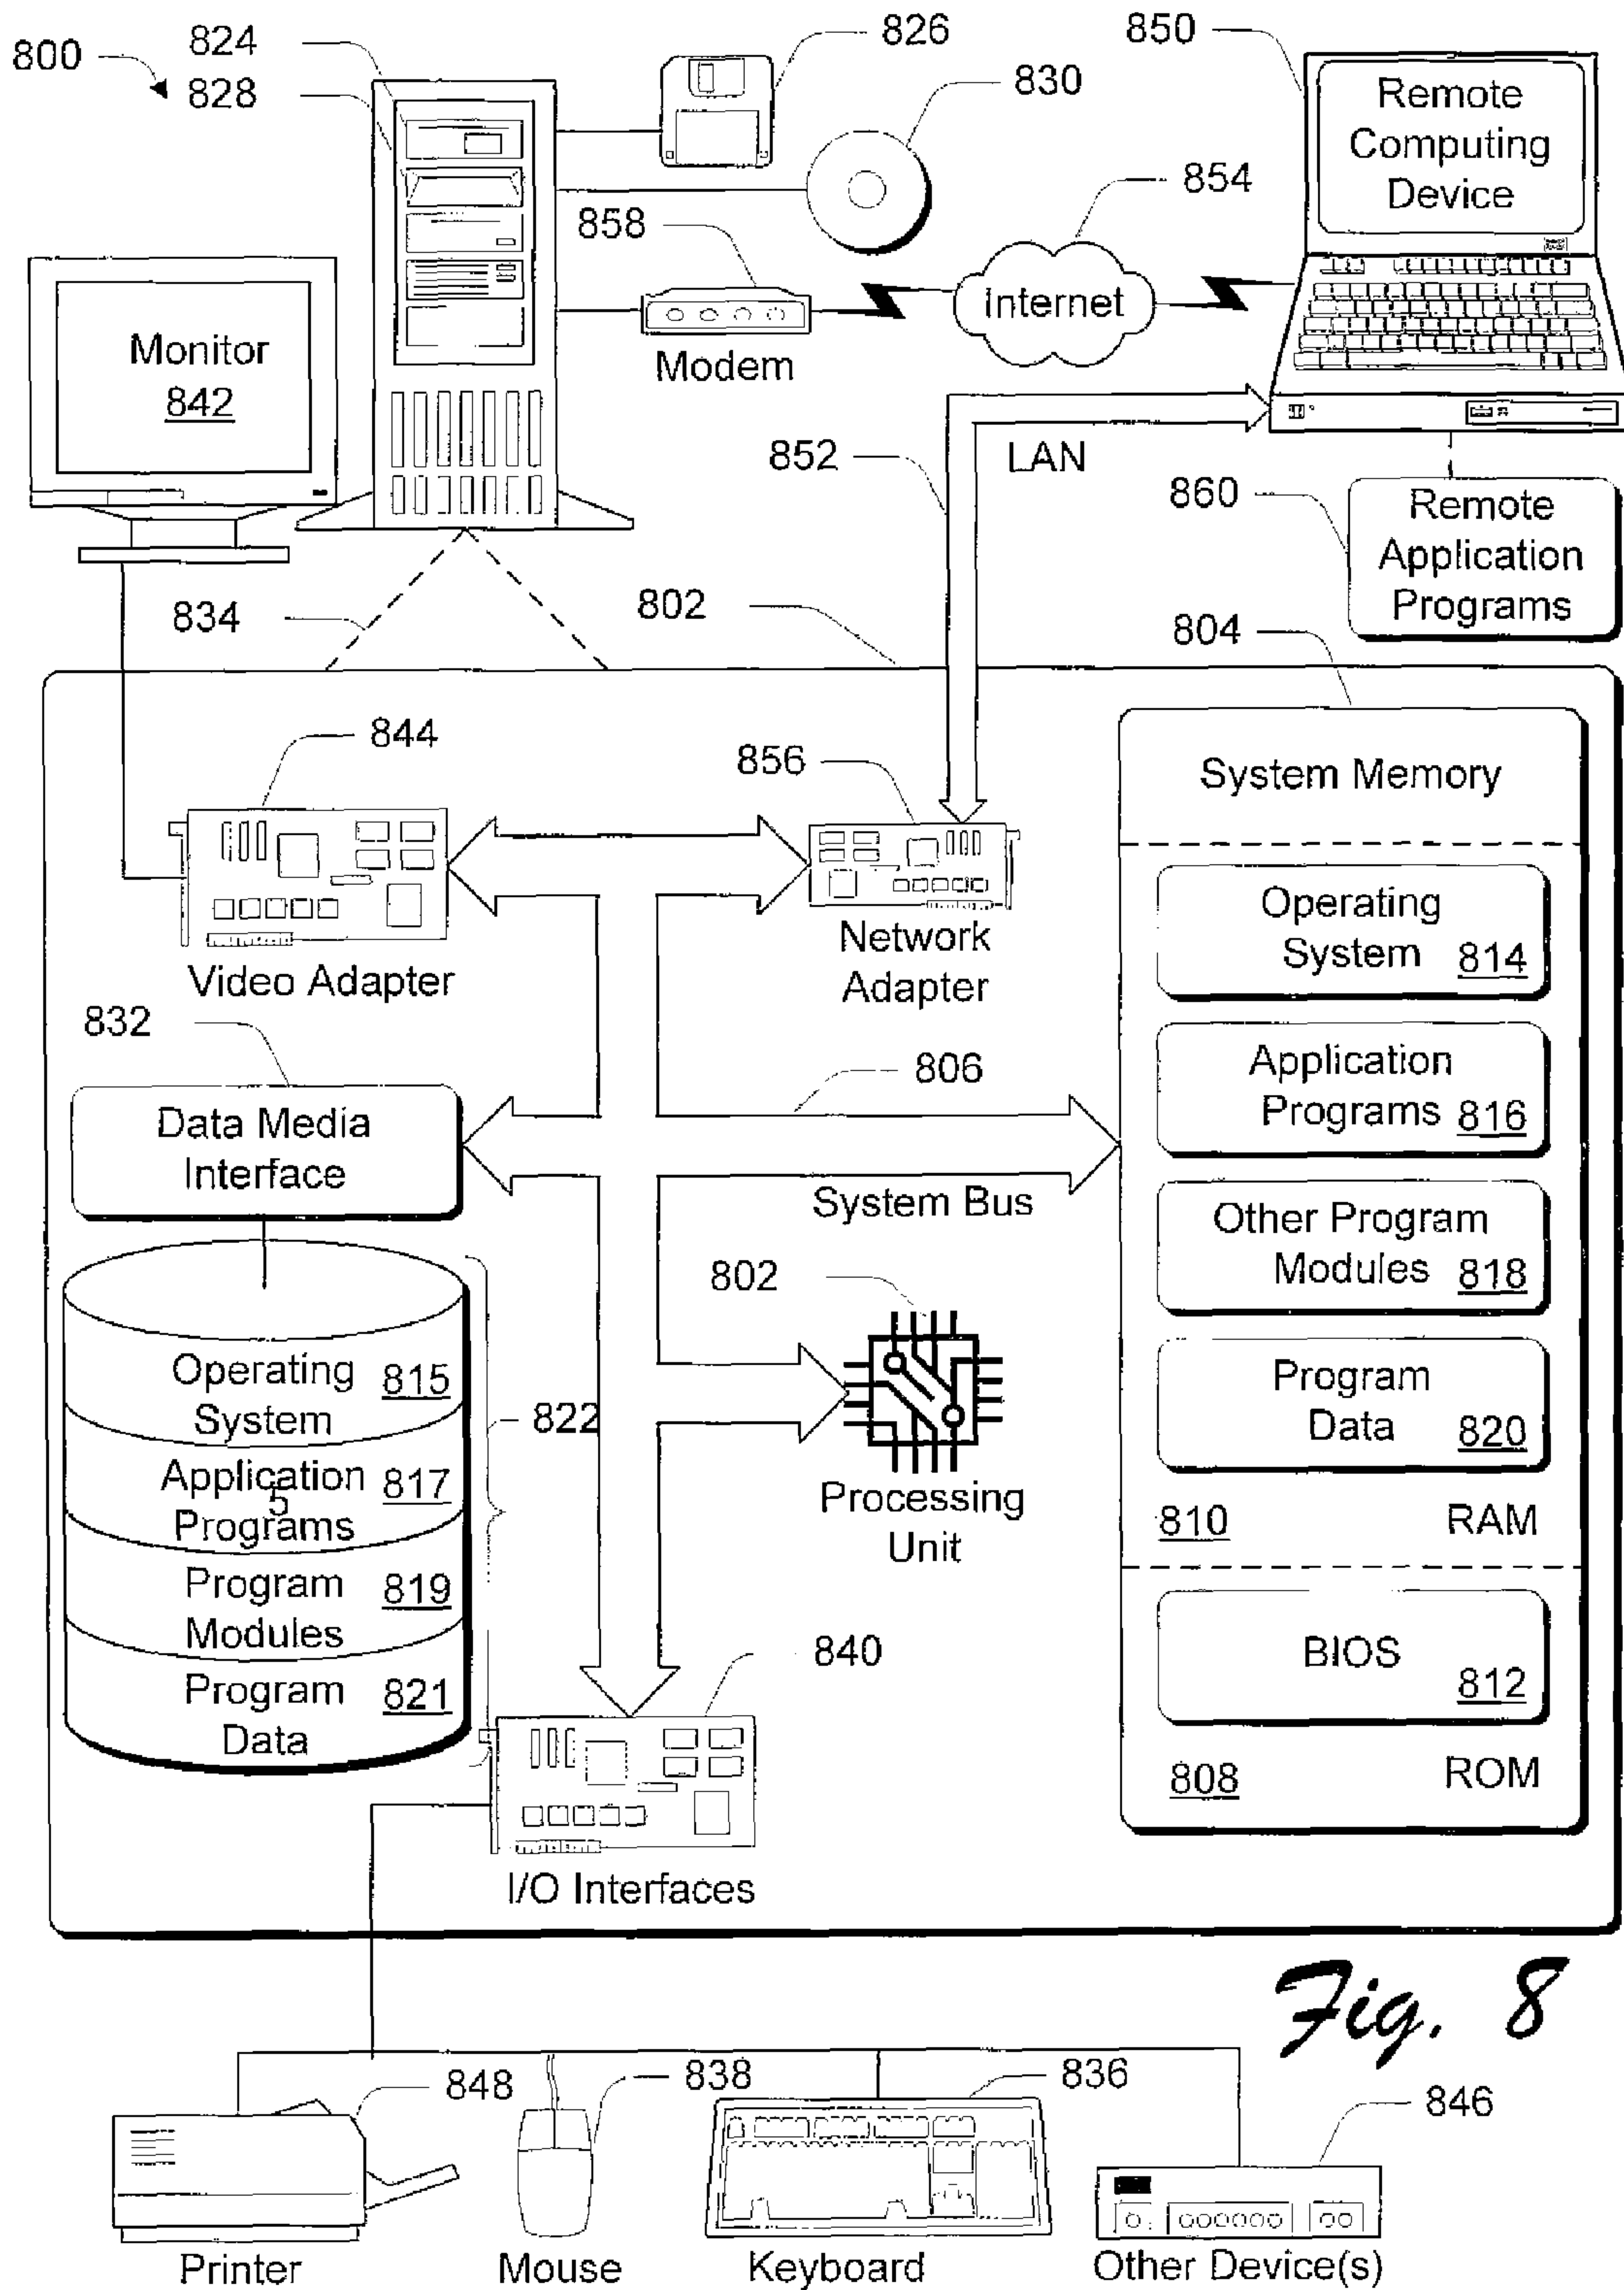 800
824
828
826
830
850
Remote
Computing
Device
854
858
Internet
Modem
Monitor
842
852
LAN
860
Remote
Application
Programs
834
802
804
844
856
System Memory
Video Adapter
Network
Adapter
Operating
System 814
832
806
Application
Programs 816
Data Media
Interface
System Bus
Other Program
Modules 818
802
Operating
System 815
822
Program
Data 820
Application
Programs 817
5
Processing
Unit
810 RAM
Program
Modules 819
840
BIOS
812
Program
Data 821
808 ROM
I/O Interfaces
Fig. 8
848
838
836
846
Printer
Mouse
Keyboard
Other Device(s)